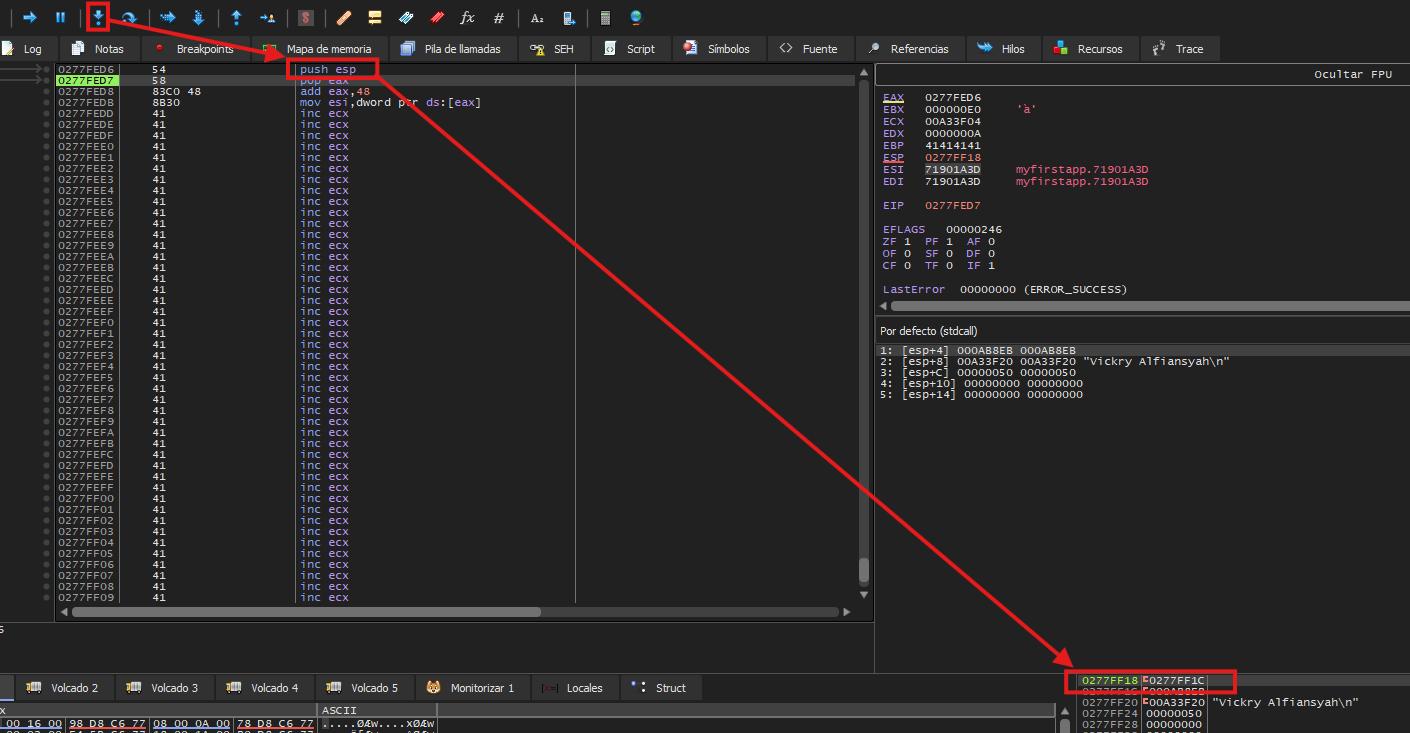 fx # A₂
Log Notas Breakpoints Mapa de memoria Pila de llamadas SEH Script Símbolos Fuente Referencias Hilos Recursos Trace
0277FED6 54 push esp
0277FED7 58 pop eax
0277FED8 83C0 48 add eax,48
0277FEDB 8B30 mov esi,dword ptr ds:[eax]
0277FEDD 41 inc ecx
0277FEDE 41 inc ecx
0277FEDF 41 inc ecx
0277FEE0 41 inc ecx
0277FEE1 41 inc ecx
0277FEE2 41 inc ecx
0277FEE3 41 inc ecx
0277FEE4 41 inc ecx
0277FEE5 41 inc ecx
0277FEE6 41 inc ecx
0277FEE7 41 inc ecx
0277FEE8 41 inc ecx
0277FEE9 41 inc ecx
0277FEEA 41 inc ecx
0277FEEB 41 inc ecx
0277FEEC 41 inc ecx
0277FEED 41 inc ecx
0277FEEE 41 inc ecx
0277FEEF 41 inc ecx
0277FEF0 41 inc ecx
0277FEF1 41 inc ecx
0277FEF2 41 inc ecx
0277FEF3 41 inc ecx
0277FEF4 41 inc ecx
0277FEF5 41 inc ecx
0277FEF6 41 inc ecx
0277FEF7 41 inc ecx
0277FEF8 41 inc ecx
0277FEF9 41 inc ecx
0277FEFA 41 inc ecx
0277FEFB 41 inc ecx
0277FEFC 41 inc ecx
0277FEFD 41 inc ecx
0277FEFE 41 inc ecx
0277FEFF 41 inc ecx
0277FF00 41 inc ecx
0277FF01 41 inc ecx
0277FF02 41 inc ecx
0277FF03 41 inc ecx
0277FF04 41 inc ecx
0277FF05 41 inc ecx
0277FF06 41 inc ecx
0277FF07 41 inc ecx
0277FF08 41 inc ecx
0277FF09 41 inc ecx
Ocultar FPU
EAX 0277FED6
EBX 000000E0 'à'
ECX 00A33F04
EDX 0000000A
EBP 41414141
ESP 0277FF18
ESI 71901A3D myfirstapp.71901A3D
EDI 71901A3D myfirstapp.71901A3D
EIP 0277FED7
EFLAGS 00000246
ZF 1 PF 1 AF 0
OF 0 SF 0 DF 0
CF 0 TF 0 IF 1
LastError 00000000 (ERROR_SUCCESS)
Por defecto (stdcall)
1: [esp+4] 000AB8EB 000AB8EB
2: [esp+8] 00A33F20 00A33F20 "Vickry Alfiansyah\n"
3: [esp+C] 00000050 00000050
4: [esp+10] 00000000 00000000
5: [esp+14] 00000000 00000000
Volcado 2 Volcado 3 Volcado 4 Volcado 5 Monitorizar 1 Locales Struct
x ASCII
00 16 00 98 D8 C6 77 08 00 0A 00 78 D8 C6 77 .....ØÆw....xØÆw
0277FF18 0277FF1C
0277FF1C 000AB8EB
0277FF20 00A33F20 "Vickry Alfiansyah\n"
0277FF24 00000050
0277FF28 00000000